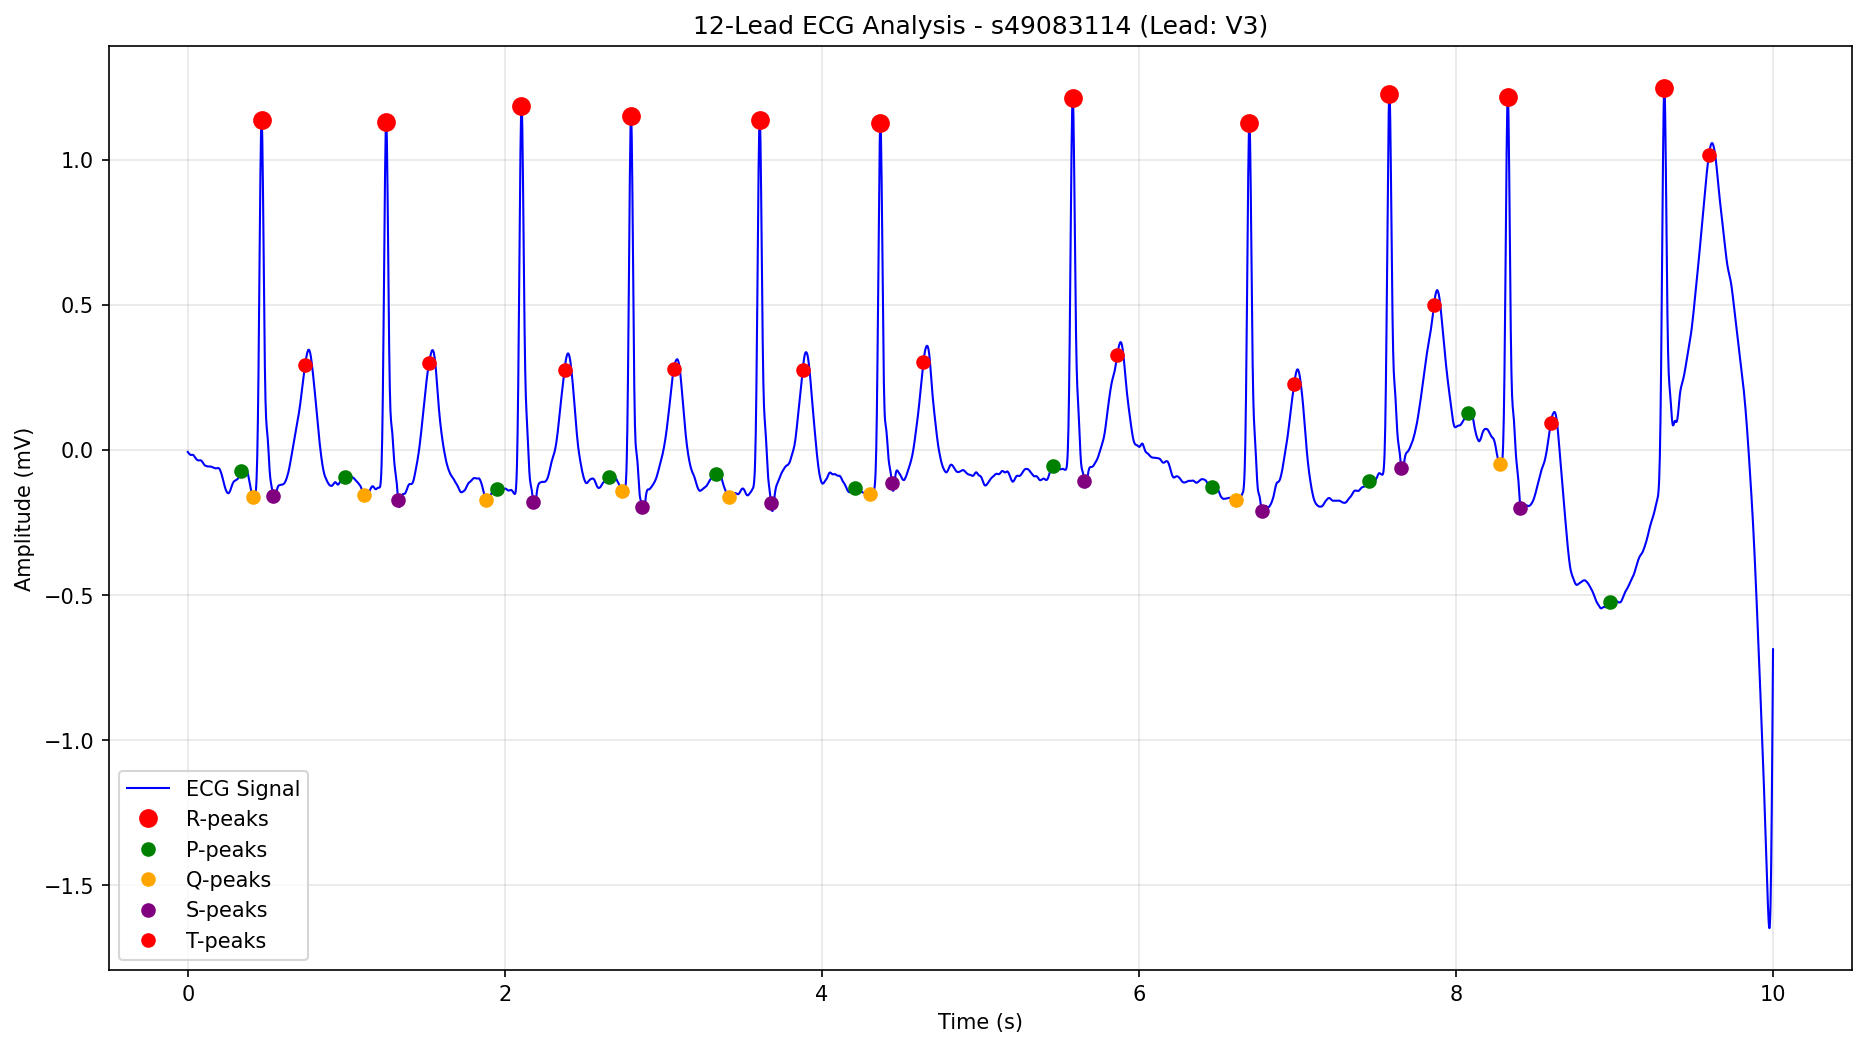 12-Lead ECG Analysis - s49083114 (Lead: V3)
Amplitude (mV)
1.0
0.5
0.0
−0.5
−1.0
−1.5
ECG Signal
R-peaks
P-peaks
Q-peaks
S-peaks
T-peaks
0 2 4 6 8 10
Time (s)